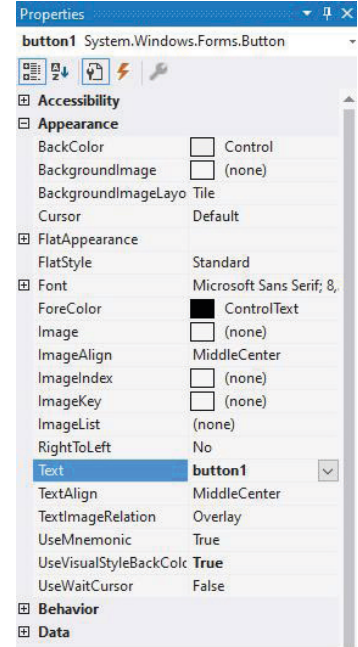 Properties
button1 System.Windows.Forms.Button
Accessibility
Appearance
BackColor Control
BackgroundImage (none)
BackgroundImageLayo Tile
Cursor Default
FlatAppearance
FlatStyle Standard
Font Microsoft Sans Serif; 8,
ForeColor ControlText
Image (none)
ImageAlign MiddleCenter
ImageIndex (none)
ImageKey (none)
ImageList (none)
RightToLeft No
Text button1
TextAlign MiddleCenter
TextImageRelation Overlay
UseMnemonic True
UseVisualStyleBackColo True
UseWaitCursor False
Behavior
Data